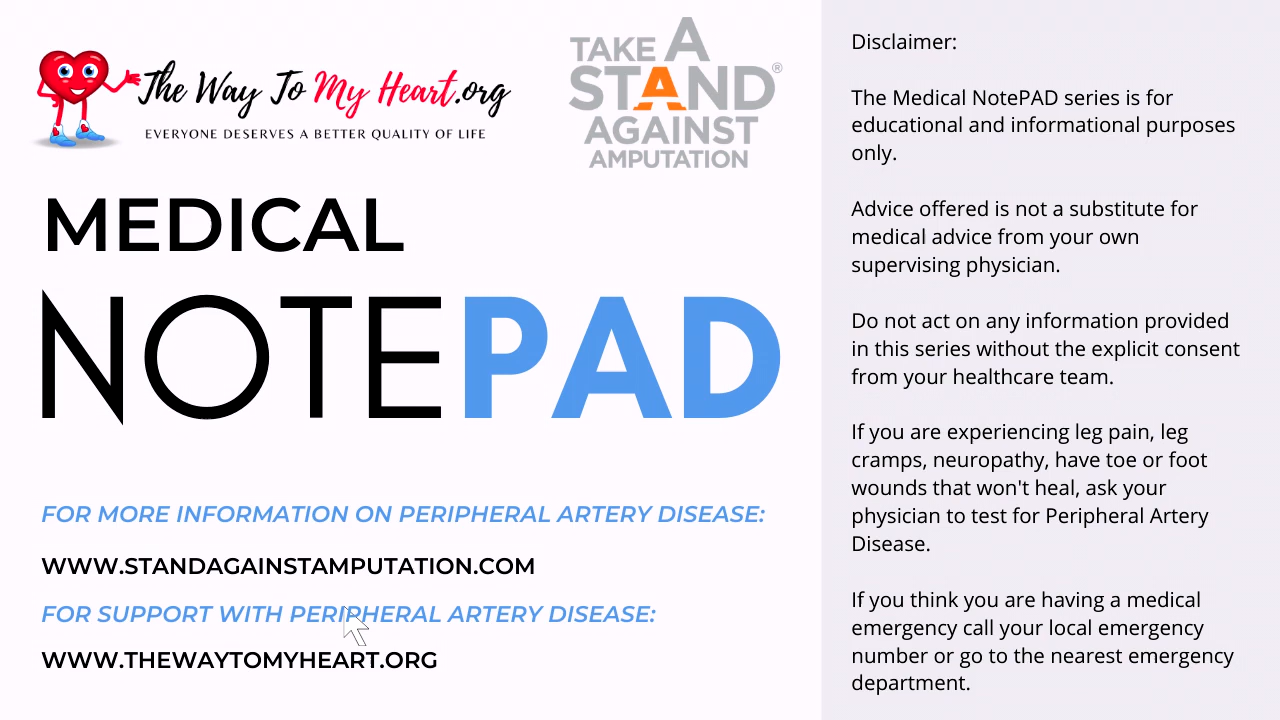 The Way To My Heart.org
EVERYONE DESERVES A BETTER QUALITY OF LIFE
TAKE A
STAND®
AGAINST
AMPUTATION
MEDICAL
NOTEPAD
FOR MORE INFORMATION ON PERIPHERAL ARTERY DISEASE:
WWW.STANDAGAINSTAMPUTATION.COM
FOR SUPPORT WITH PERIPHERAL ARTERY DISEASE:
WWW.THEWAYTOMYHEART.ORG
Disclaimer:
The Medical NotePAD series is for
educational and informational purposes
only.
Advice offered is not a substitute for
medical advice from your own
supervising physician.
Do not act on any information provided
in this series without the explicit consent
from your healthcare team.
If you are experiencing leg pain, leg
cramps, neuropathy, have toe or foot
wounds that won't heal, ask your
physician to test for Peripheral Artery
Disease.
If you think you are having a medical
emergency call your local emergency
number or go to the nearest emergency
department.